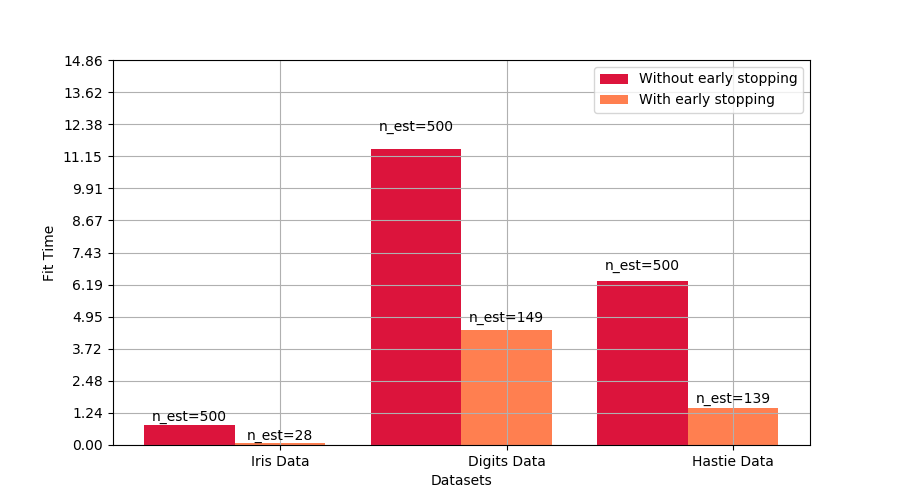 14.86
13.62
12.38
11.15
9.91
8.67
7.43
6.19
4.95
3.72
2.48
1.24
0.00
Fit Time
Without early stopping
With early stopping
n_est=500
n_est=28
n_est=500
n_est=149
n_est=500
n_est=139
Iris Data
Digits Data
Hastie Data
Datasets